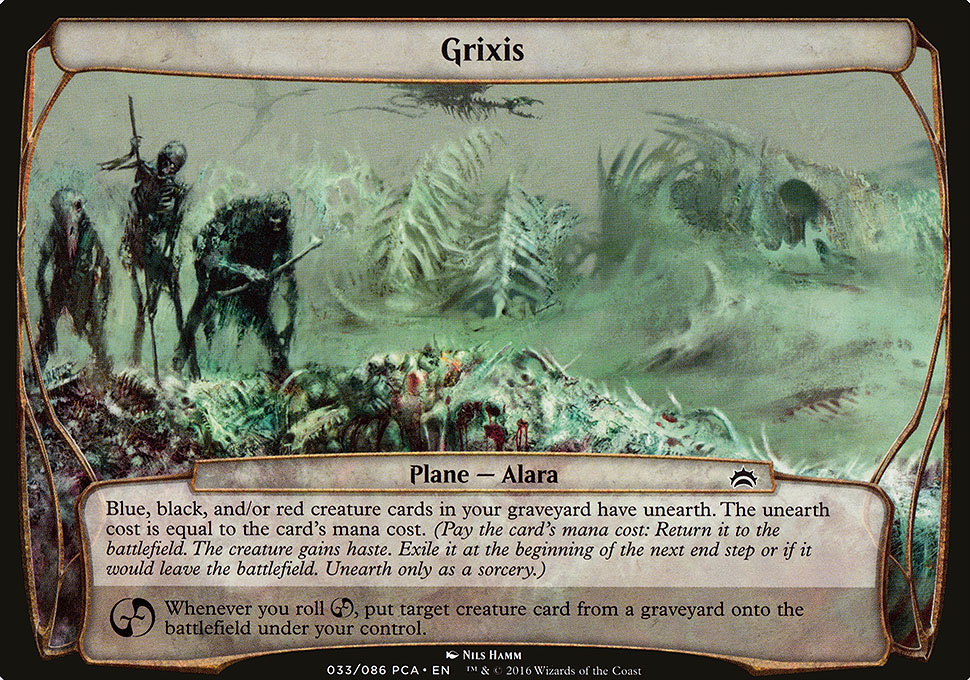 Grixis
Plane — Alara
Blue, black, and/or red creature cards in your graveyard have unearth. The unearth
cost is equal to the card's mana cost. (Pay the card's mana cost: Return it to the
battlefield. The creature gains haste. Exile it at the beginning of the next end step or if it
would leave the battlefield. Unearth only as a sorcery.)
Whenever you roll , put target creature card from a graveyard onto the
battlefield under your control.
Nils Hamm
033/086 PCA • EN ™ & © 2016 Wizards of the Coast